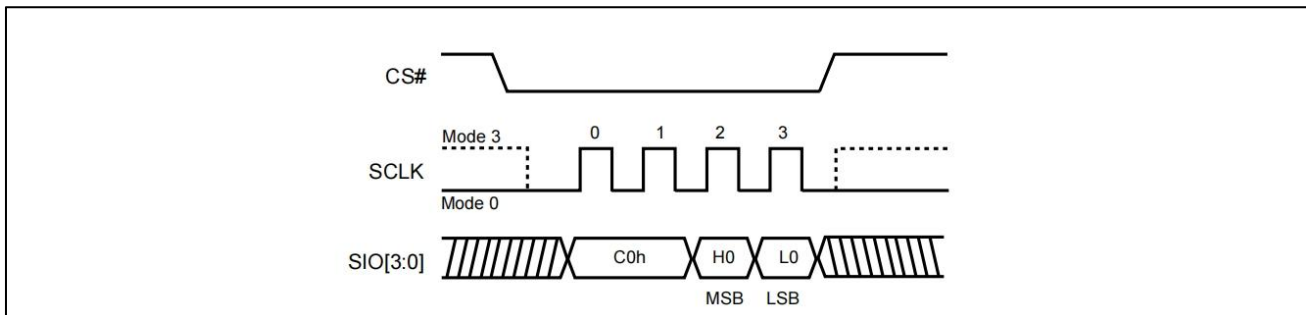 CS#
Mode 3 0 1 2 3
SCLK
Mode 0
SIO[3:0] C0h H0 L0
MSB LSB